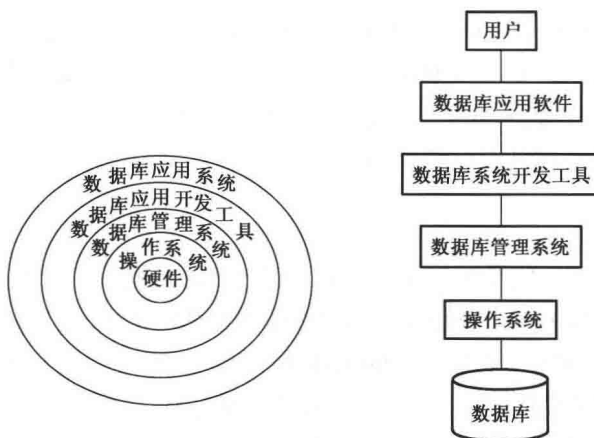 数据库应用系统
数据库应用开发工具
数据库管理系统
操作系统
硬件
用户
数据库应用软件
数据库系统开发工具
数据库管理系统
操作系统
数据库